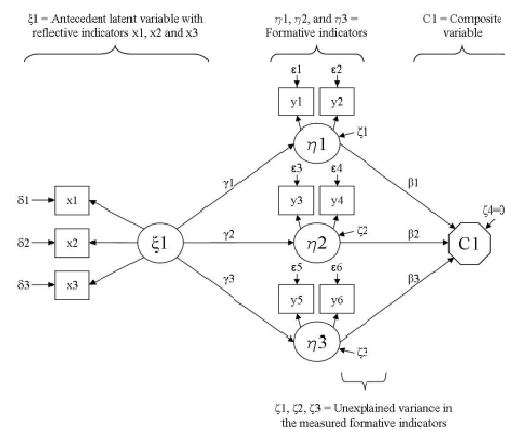 ξ1 = Antecedent latent variable with
reflective indicators x1, x2 and x3
η1, η2, and η3 =
Formative indicators
C1 = Composite
variable
ε1 ε2
y1 y2
η1
ζ1
ε3 ε4
γ1
β1
δ1 x1
y3 y4
ζ4=0
ζ2
δ2 x2
ξ1
γ2
η2
β2
C1
δ3 x3
γ3
ε5 ε6
β3
y5 y6
η3
ζ3
ζ1, ζ2, ζ3 = Unexplained variance in
the measured formative indicators